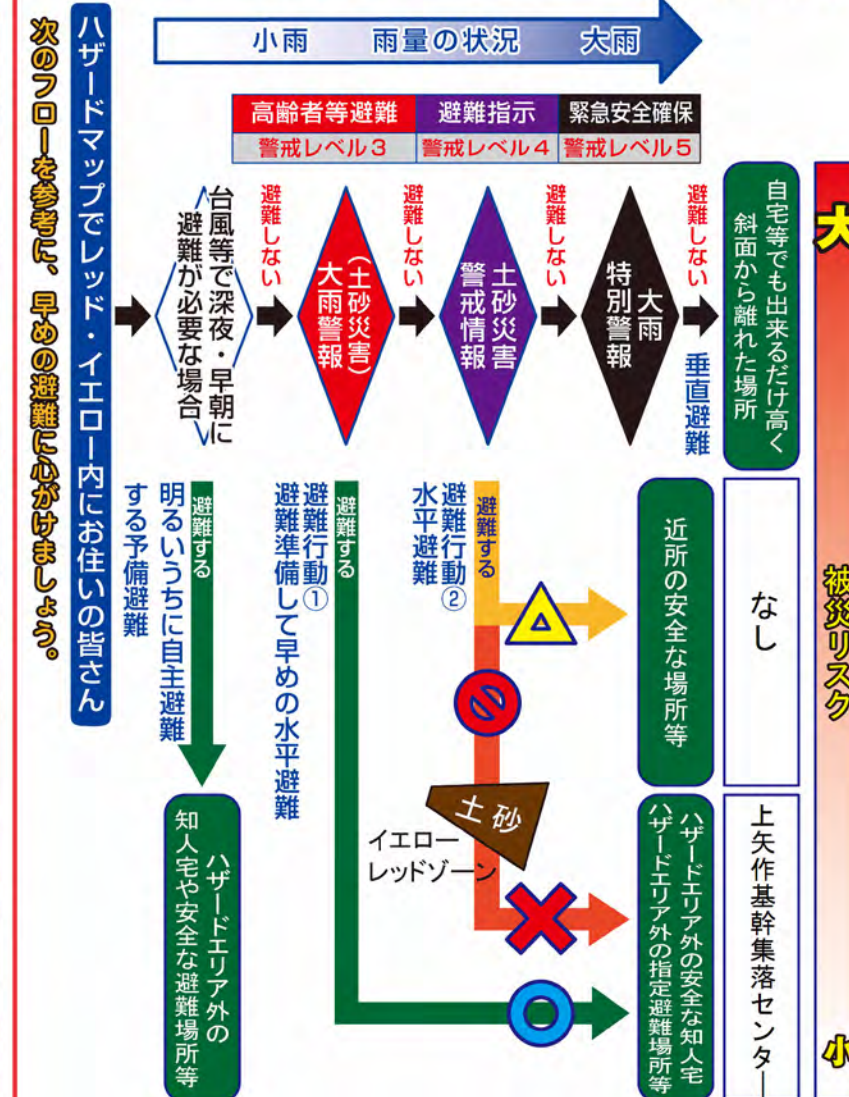 小雨　雨量の状況　大雨
高齢者等避難
避難指示
緊急安全確保
警戒レベル3
警戒レベル4
警戒レベル5
ハザードマップでレッド・イエロー内にお住いの皆さん
次のフローを参考に、早めの避難に心がけましょう。
台風等で深夜・早朝に
避難が必要な場合
避難しない
大雨警報
(土砂災害)
避難しない
土砂災害
警戒情報
避難しない
大雨
特別警報
避難しない
垂直避難
自宅等でも出来るだけ高く
斜面から離れた場所
避難する
明るいうちに自主避難
する予備避難
ハザードエリア外の
知人宅や安全な避難場所等
避難する
避難行動①
避難準備して早めの水平避難
避難する
避難行動②
水平避難
土砂
イエロー
レッドゾーン
近所の安全な場所等
なし
ハザードエリア外の安全な知人宅
ハザードエリア外の指定避難場所等
上矢作基幹集落センター
大
被災リスク
小